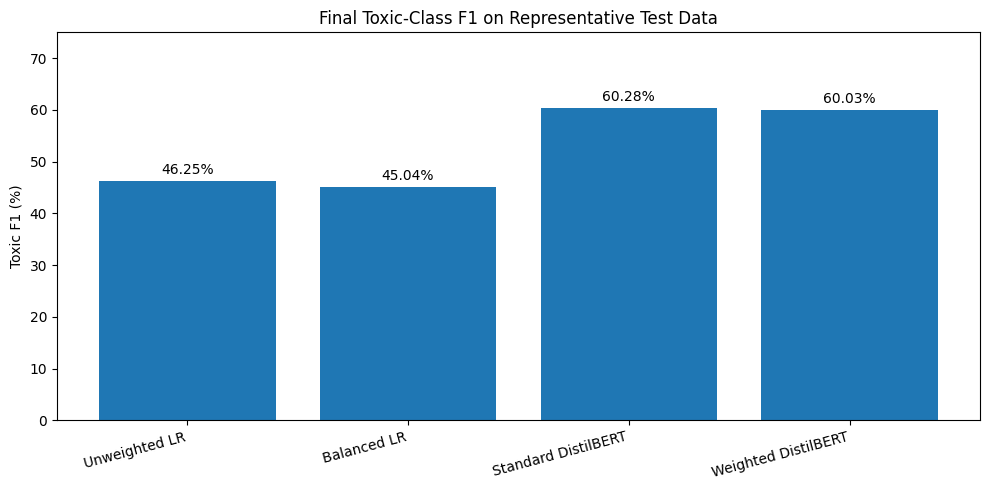 Final Toxic-Class F1 on Representative Test Data
Toxic F1 (%)
70
60
50
40
30
20
10
0
46.25%
45.04%
60.28%
60.03%
Unweighted LR
Balanced LR
Standard DistilBERT
Weighted DistilBERT